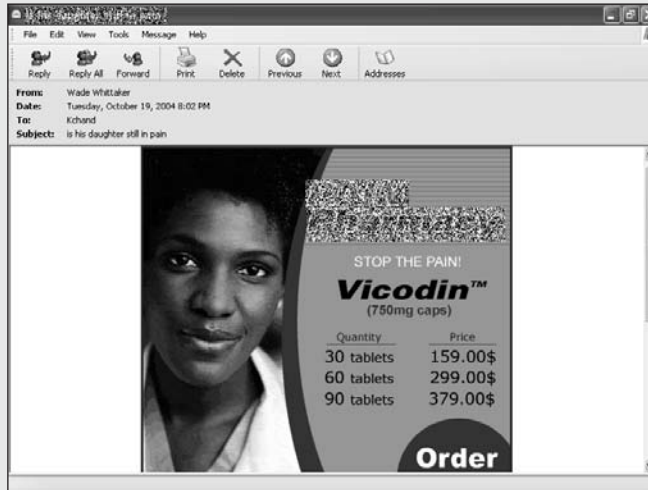 File Edit View Tools Message Help
Reply Reply All Forward Print Delete Previous Next Addresses
From: Wade Whittaker
Date: Tuesday, October 19, 2004 8:02 PM
To: Kchand
Subject: is his daughter still in pain
STOP THE PAIN!
Vicodin™
(750mg caps)
Quantity Price
30 tablets 159.00$
60 tablets 299.00$
90 tablets 379.00$
Order